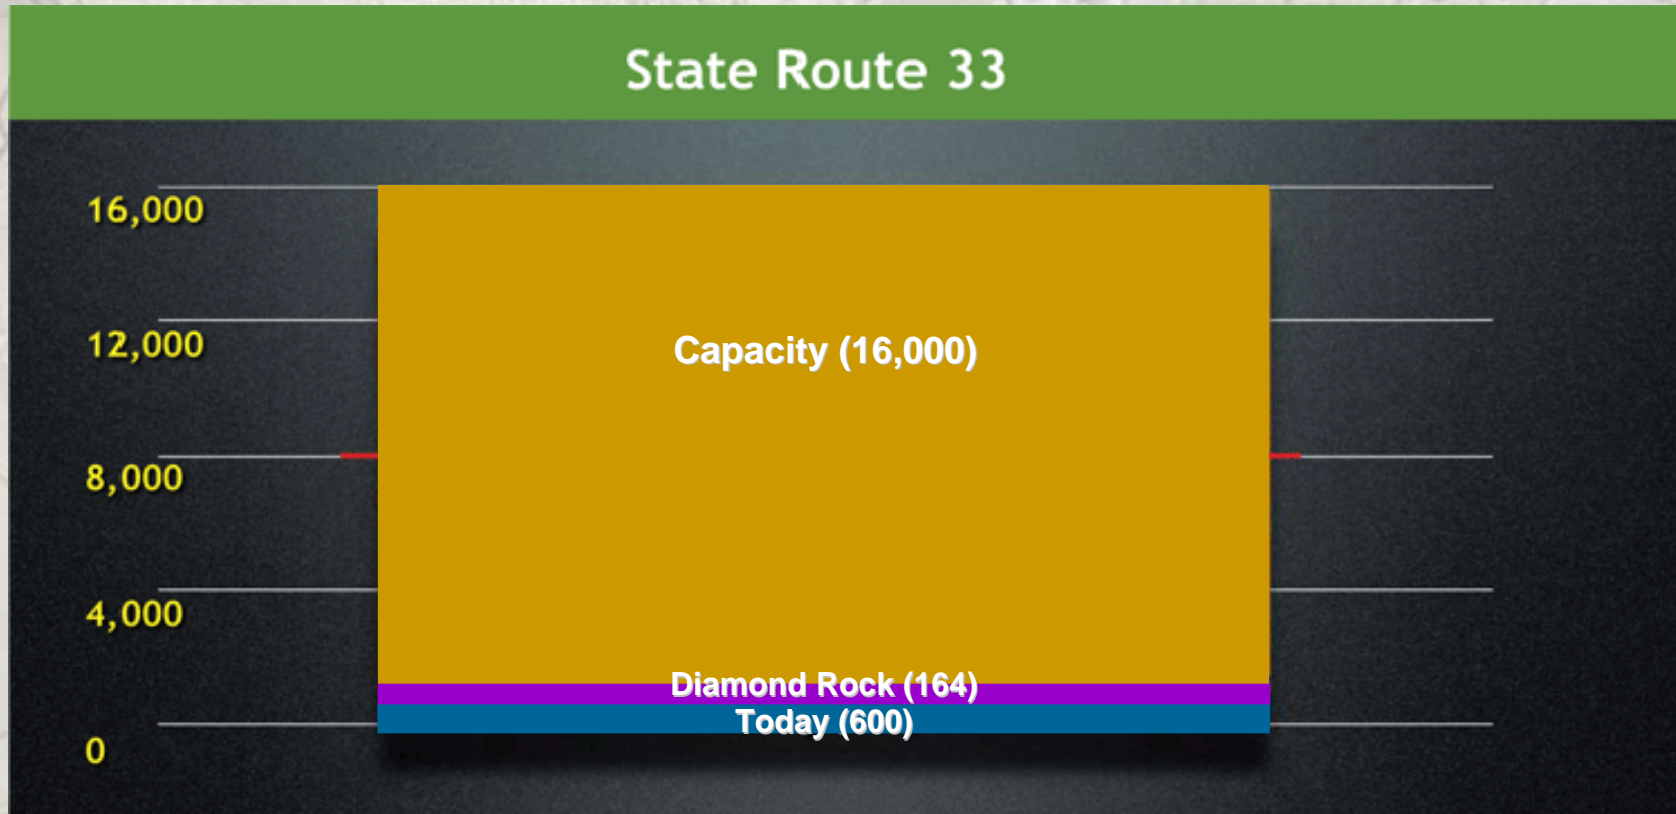 State Route 33
16,000
12,000
Capacity (16,000)
8,000
4,000
Diamond Rock (164)
Today (600)
0